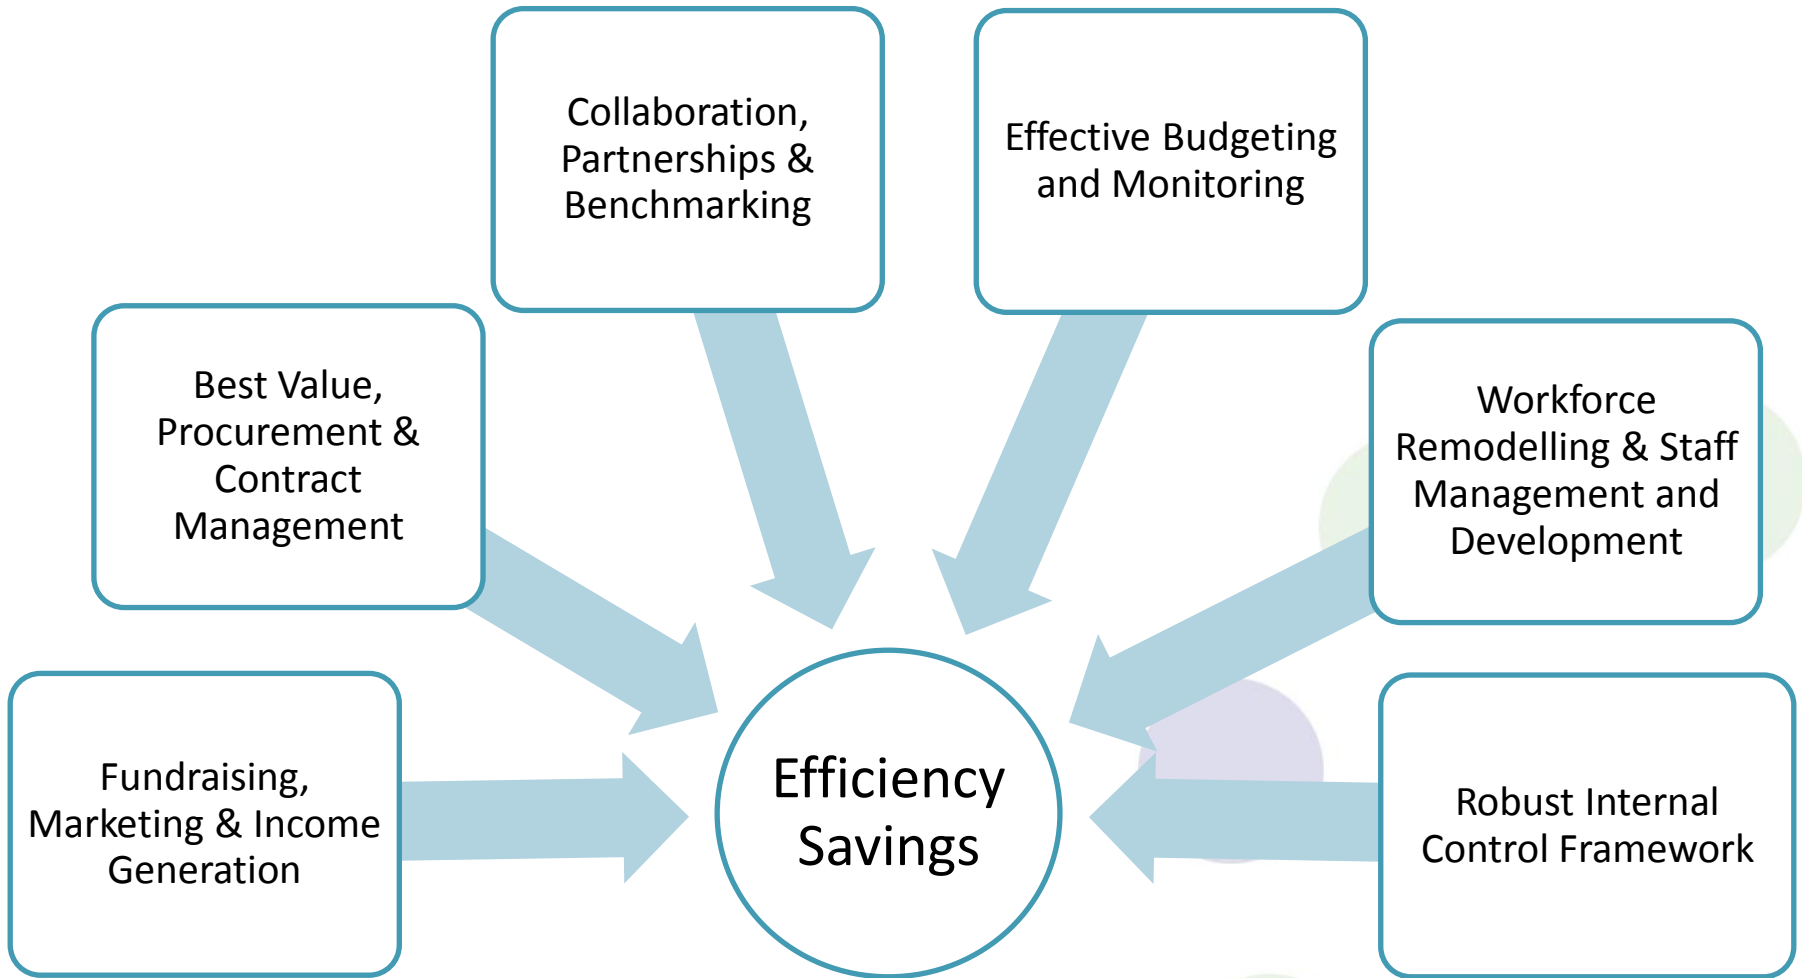 Collaboration,
Partnerships &
Benchmarking
Effective Budgeting
and Monitoring
Best Value,
Procurement &
Contract
Management
Workforce
Remodelling & Staff
Management and
Development
Fundraising,
Marketing & Income
Generation
Efficiency
Savings
Robust Internal
Control Framework